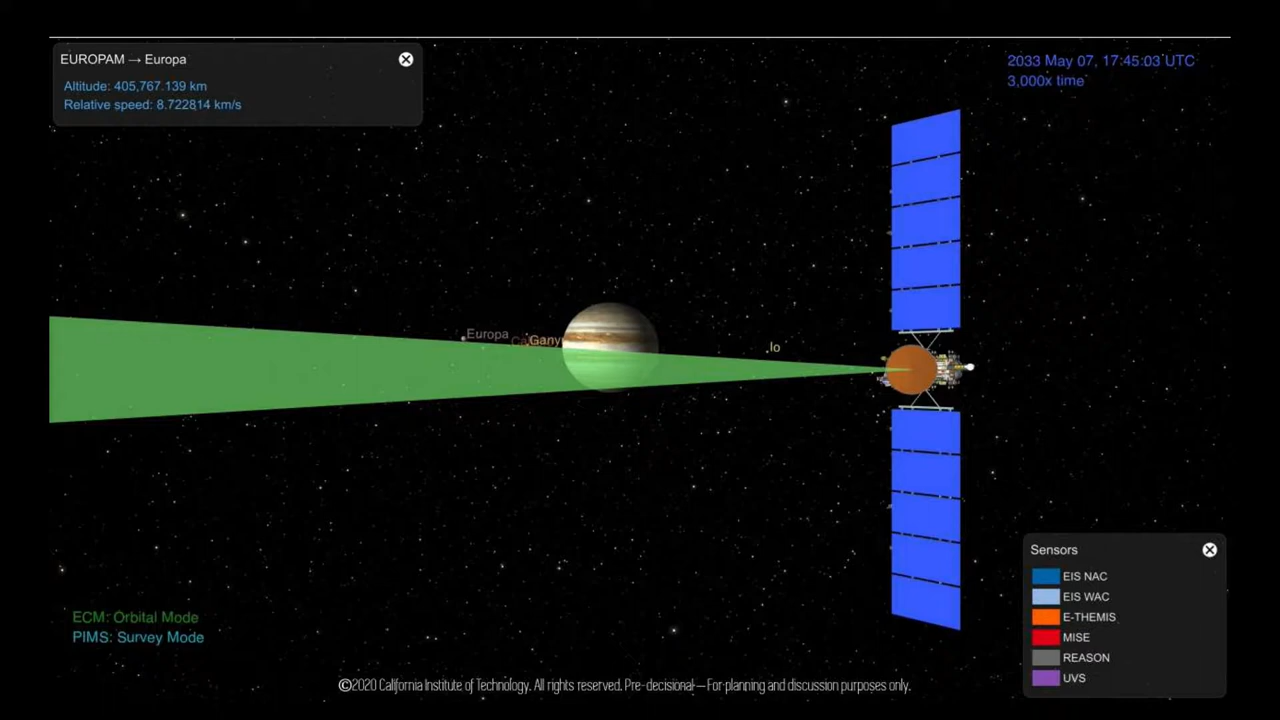 EUROPAM → Europa
Altitude: 405,767.139 km
Relative speed: 8.722814 km/s
2033 May 07, 17:45:03 UTC
3,000x time
Europa
Gany
Io
Sensors
EIS NAC
EIS WAC
E-THEMIS
MISE
REASON
UVS
ECM: Orbital Mode
PIMS: Survey Mode
©2020 California Institute of Technology. All rights reserved. Pre-decisional – For planning and discussion purposes only.